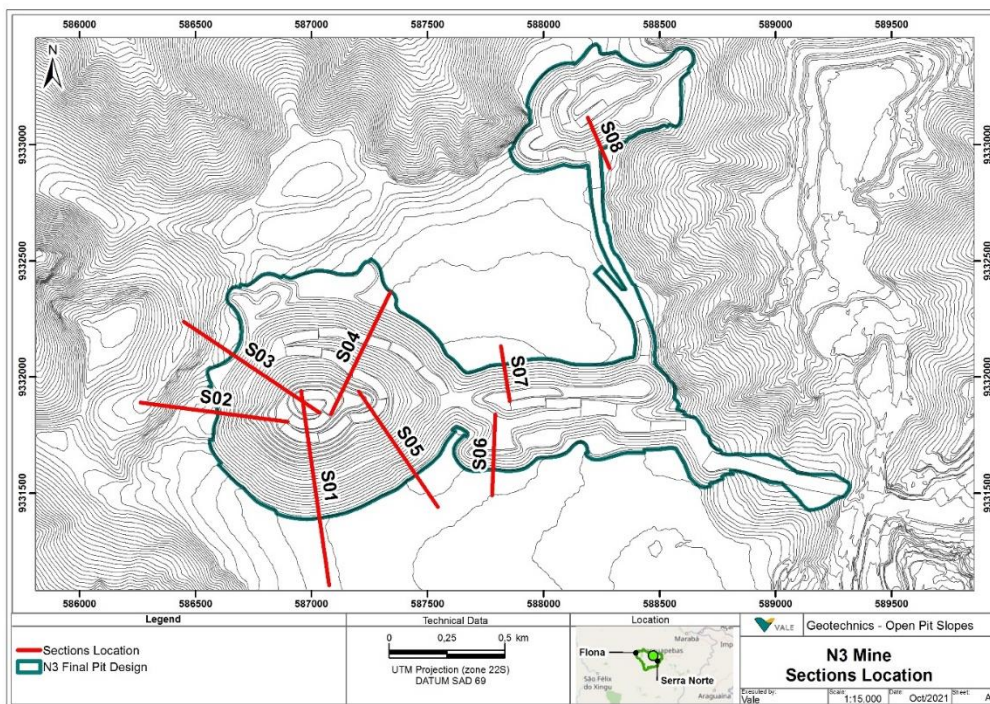 586000 586500 587000 587500 588000 588500 589000 589500
N
9333000
9333000
9332500
9332500
9332000
9332000
9331500
9331500
S08
S04
S03
S07
S02
S05
S06
S01
586000 586500 587000 587500 588000 588500 589000 589500
Legend
Sections Location
N3 Final Pit Design
Technical Data
0 0,25 0,5 km
UTM Projection (zone 22S)
DATUM SAD 69
Location
Marabá
Flona
São Félix
do Xingu
Serra Norte
Araguaína
VALE
Geotechnics - Open Pit Slopes
N3 Mine
Sections Location
Executed by:
Vale
Scale:
1:15.000
Date:
Oct/2021
Sheet: